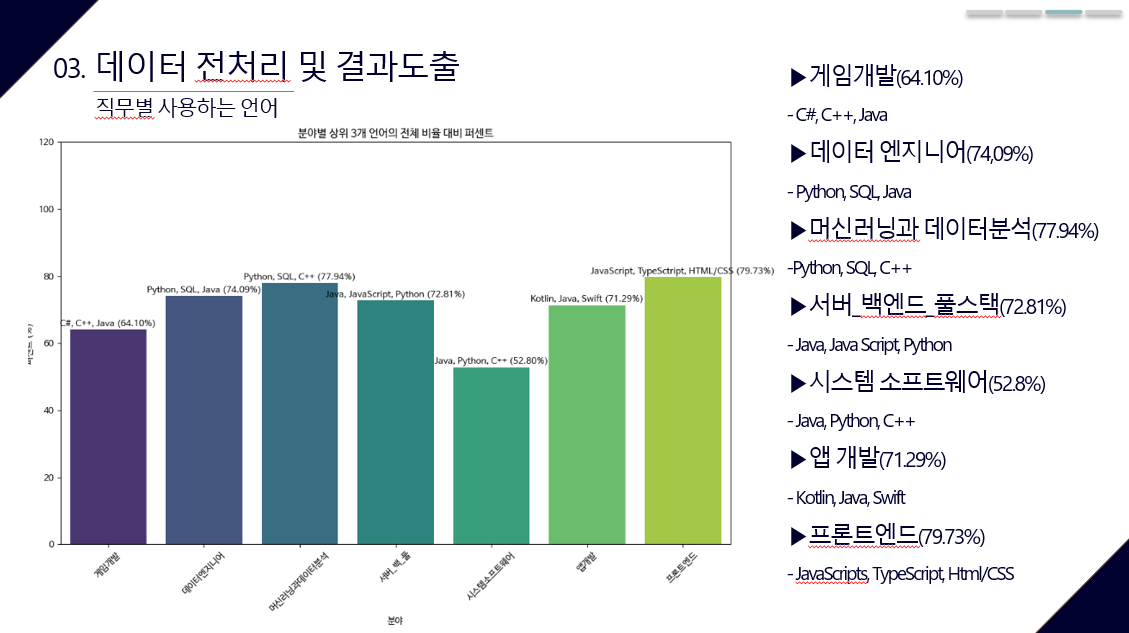 03. 데이터 전처리 및 결과도출
직무별 사용하는 언어
분야별 상위 3개 언어의 전체 비율 대비 퍼센트
120
100
80
60
40
20
0
퍼센트 (%)
C#, C++, Java (64.10%)
Python, SQL, Java (74.09%)
Python, SQL, C++ (77.94%)
Java, JavaScript, Python (72.81%)
Java, Python, C++ (52.80%)
Kotlin, Java, Swift (71.29%)
JavaScript, TypeSctript, HTML/CSS (79.73%)
게임개발
데이터엔지니어
머신러닝과데이터분석
서버_백_풀
시스템소프트웨어
앱개발
프론트엔드
분야
▶게임개발(64.10%)
- C#, C++, Java
▶데이터 엔지니어(74,09%)
- Python, SQL, Java
▶머신러닝과 데이터분석(77.94%)
-Python, SQL, C++
▶서버_백엔드_풀스택(72.81%)
- Java, Java Script, Python
▶시스템 소프트웨어(52.8%)
- Java, Python, C++
▶앱 개발(71.29%)
- Kotlin, Java, Swift
▶프론트엔드(79.73%)
- JavaScripts, TypeScript, Html/CSS